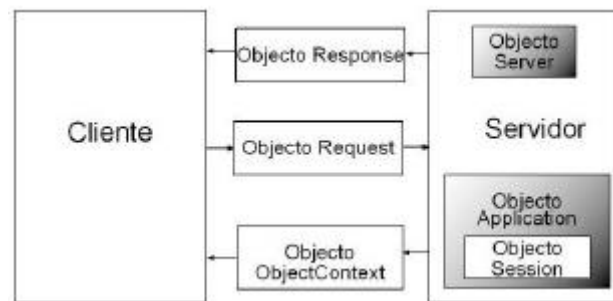 Cliente
Objecto Response
Objecto Request
Objecto
ObjectContext
Objecto
Server
Servidor
Objecto
Application
Objecto
Session